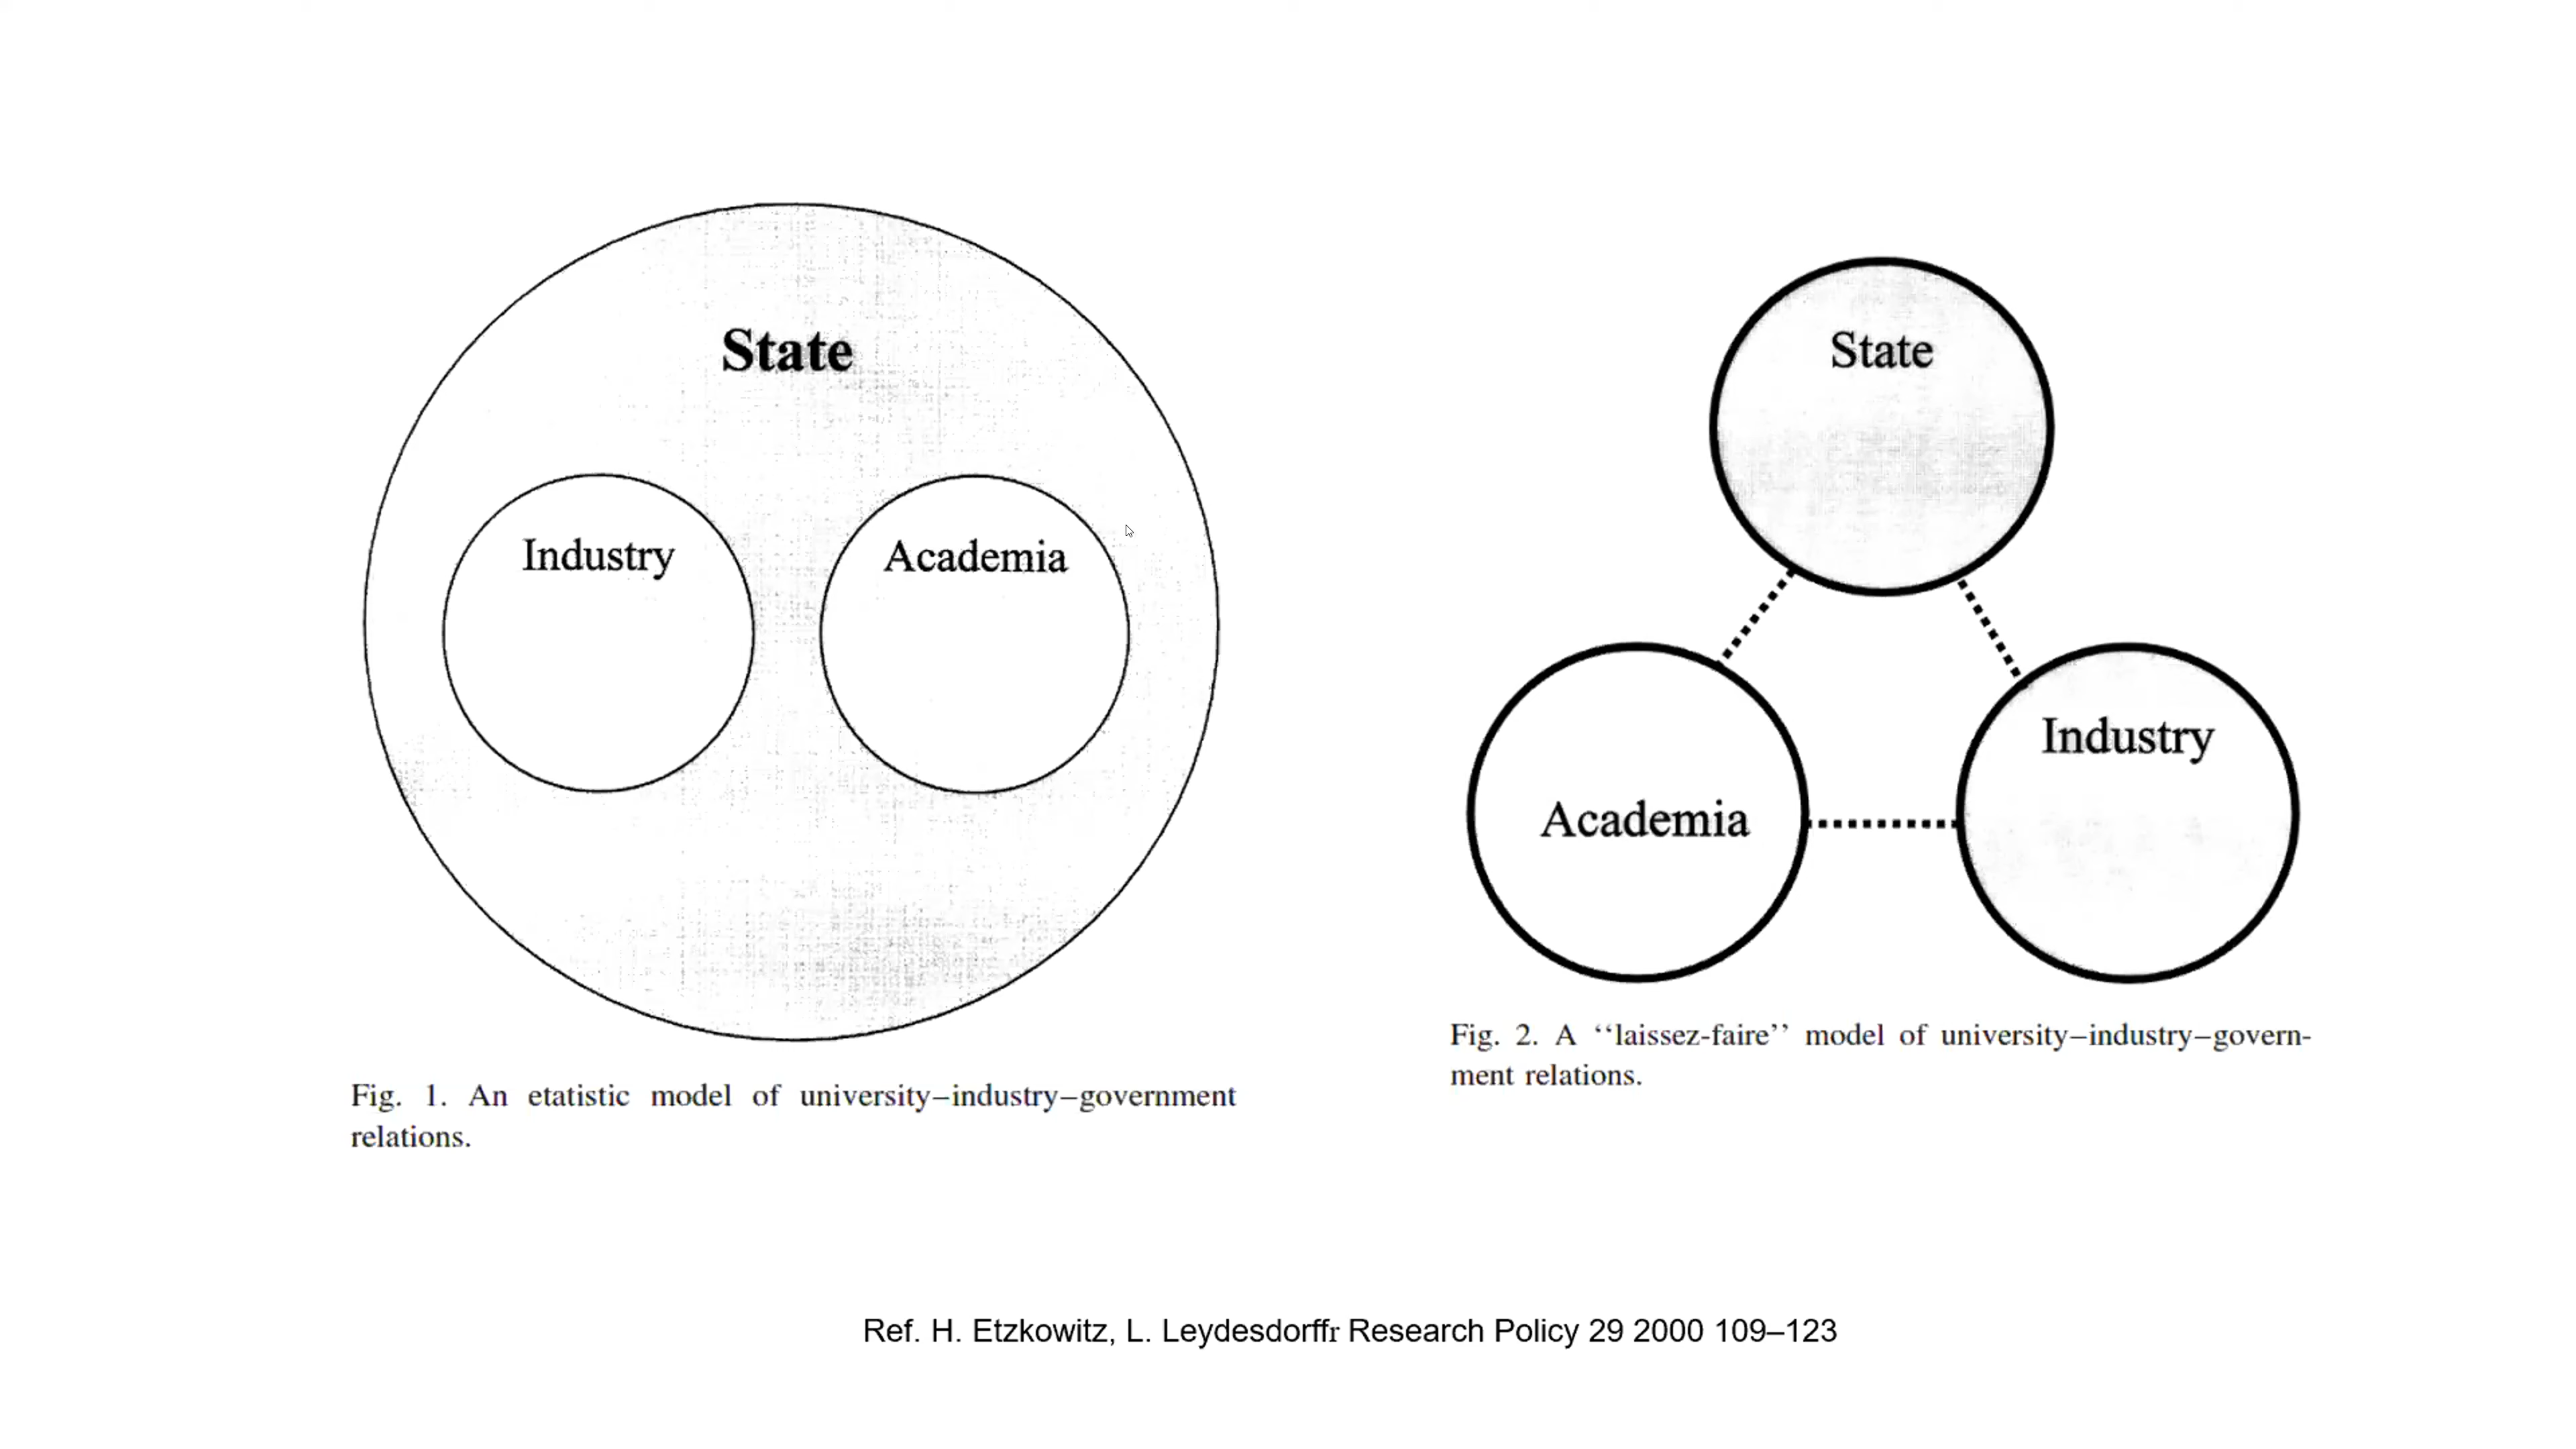 State
Industry
Academia
Fig. 1. An etatistic model of university–industry–government
relations.
State
Industry
Academia
Fig. 2. A ‘‘laissez-faire’’ model of university–industry–govern-
ment relations.
Ref. H. Etzkowitz, L. Leydesdorffr Research Policy 29 2000 109–123